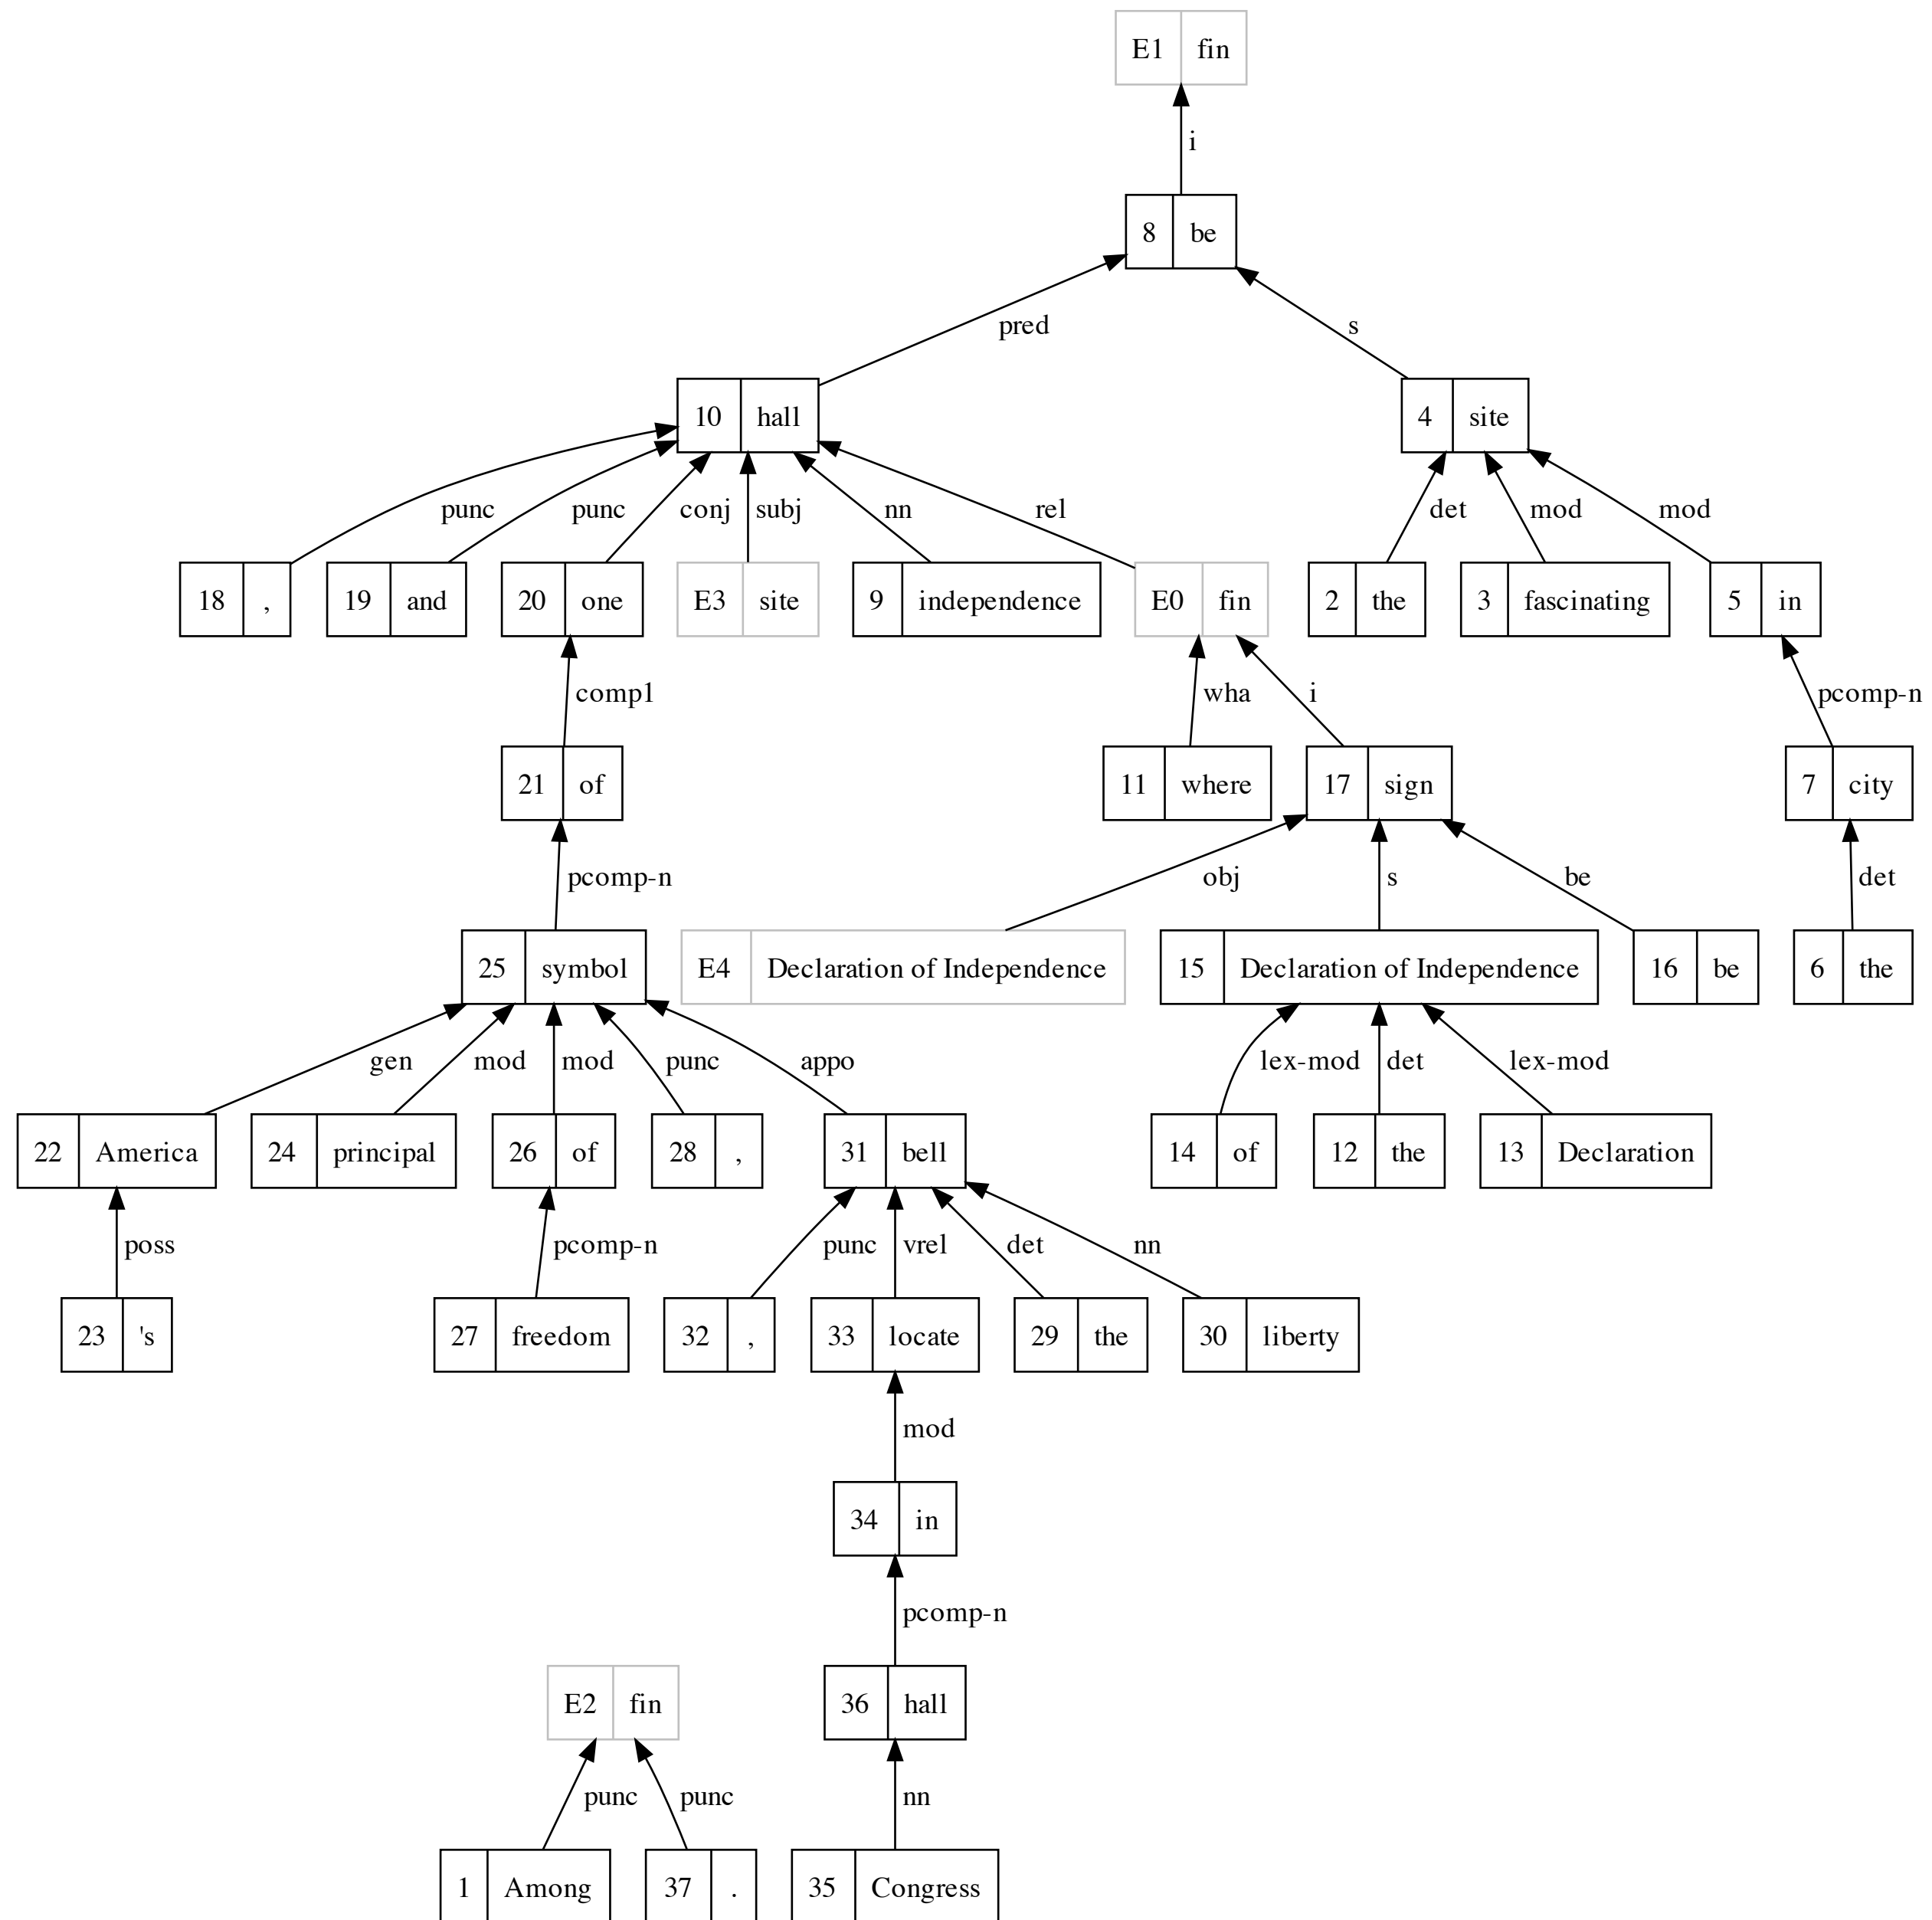 E1 fin
i
8 be
pred s
10 hall 4 site
punc punc conj subj nn rel det mod mod
18 , 19 and 20 one E3 site 9 independence E0 fin 2 the 3 fascinating 5 in
comp1 wha i pcomp-n
21 of 11 where 17 sign 7 city
pcomp-n obj s be det
25 symbol E4 Declaration of Independence 15 Declaration of Independence 16 be 6 the
gen mod mod punc appo lex-mod det lex-mod
22 America 24 principal 26 of 28 , 31 bell 14 of 12 the 13 Declaration
poss pcomp-n punc vrel det nn
23 's 27 freedom 32 , 33 locate 29 the 30 liberty
mod
34 in
pcomp-n
E2 fin 36 hall
punc punc nn
1 Among 37 . 35 Congress